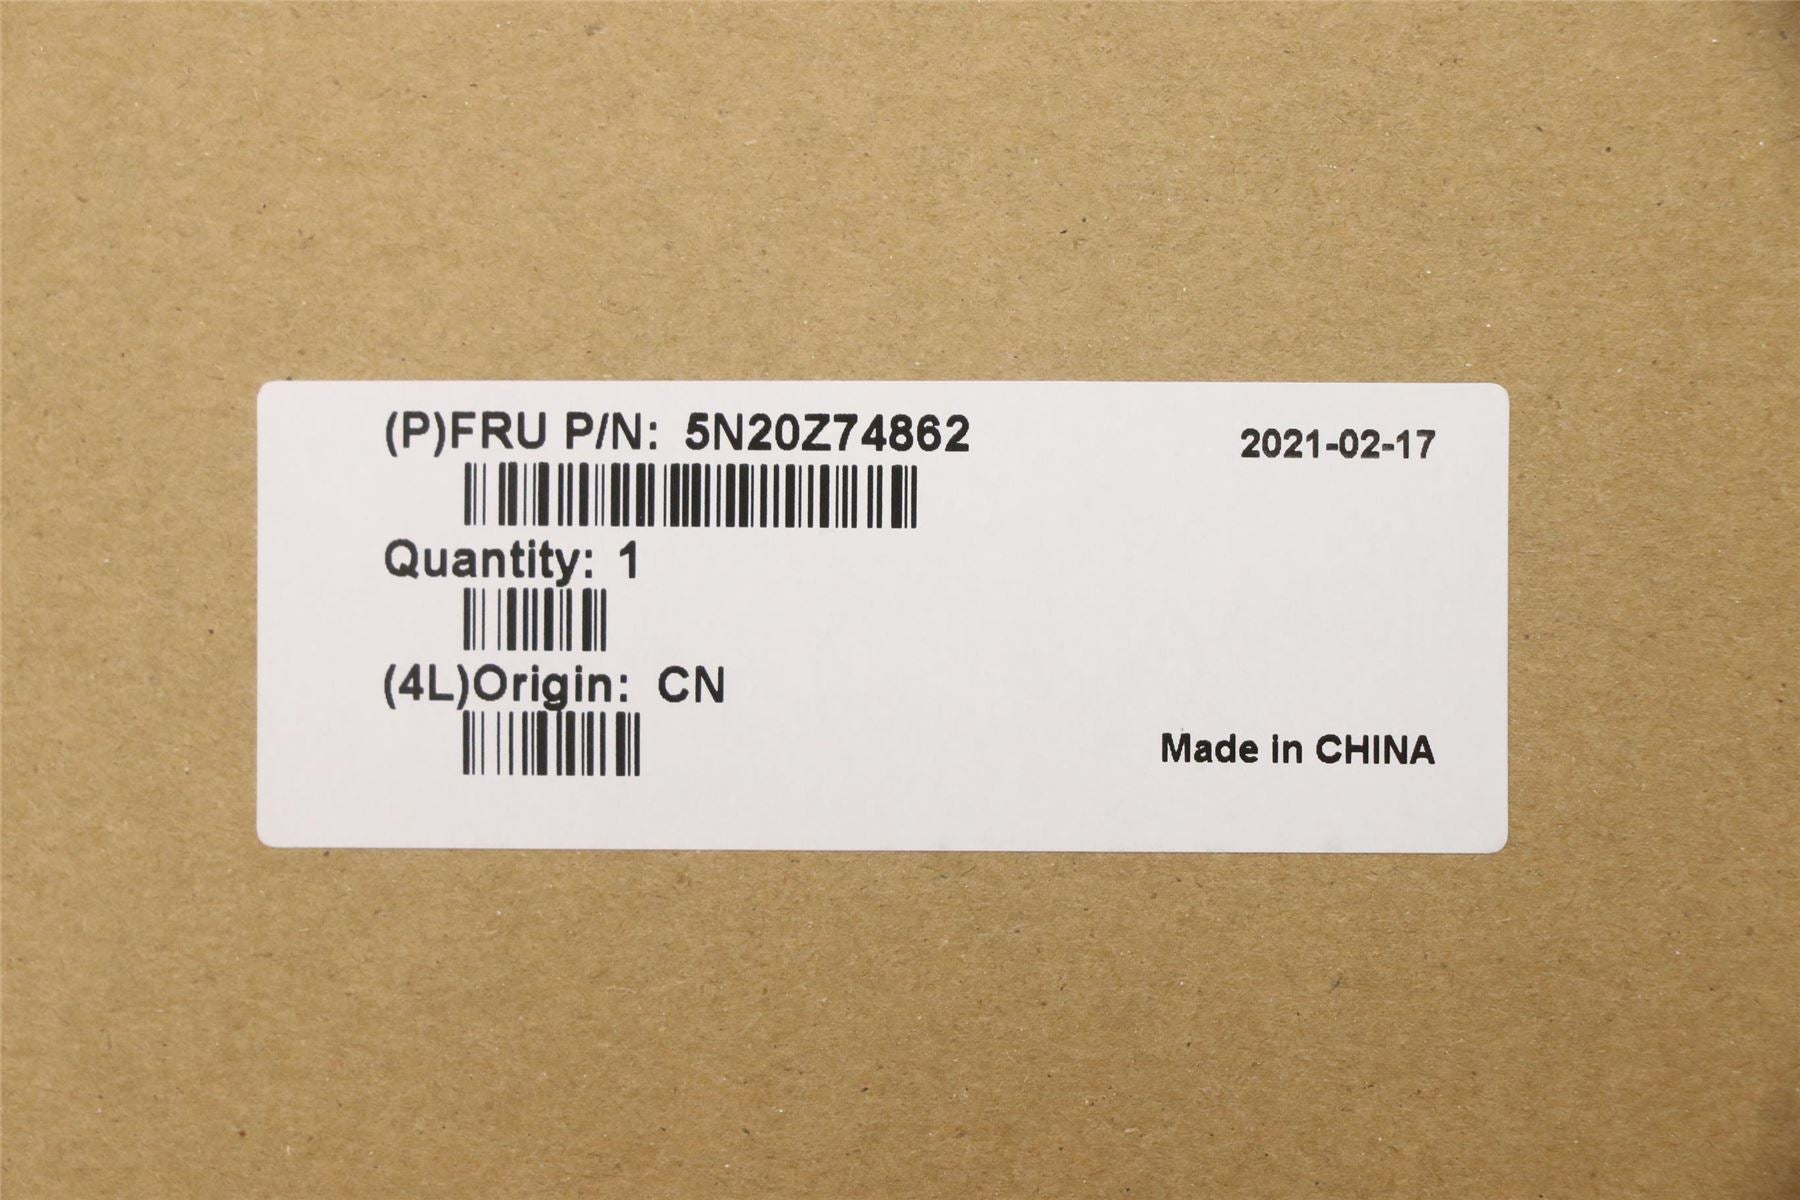 (P)FRU P/N: 5N20Z74862
2021-02-17
Quantity: 1
(4L)Origin: CN
Made in CHINA